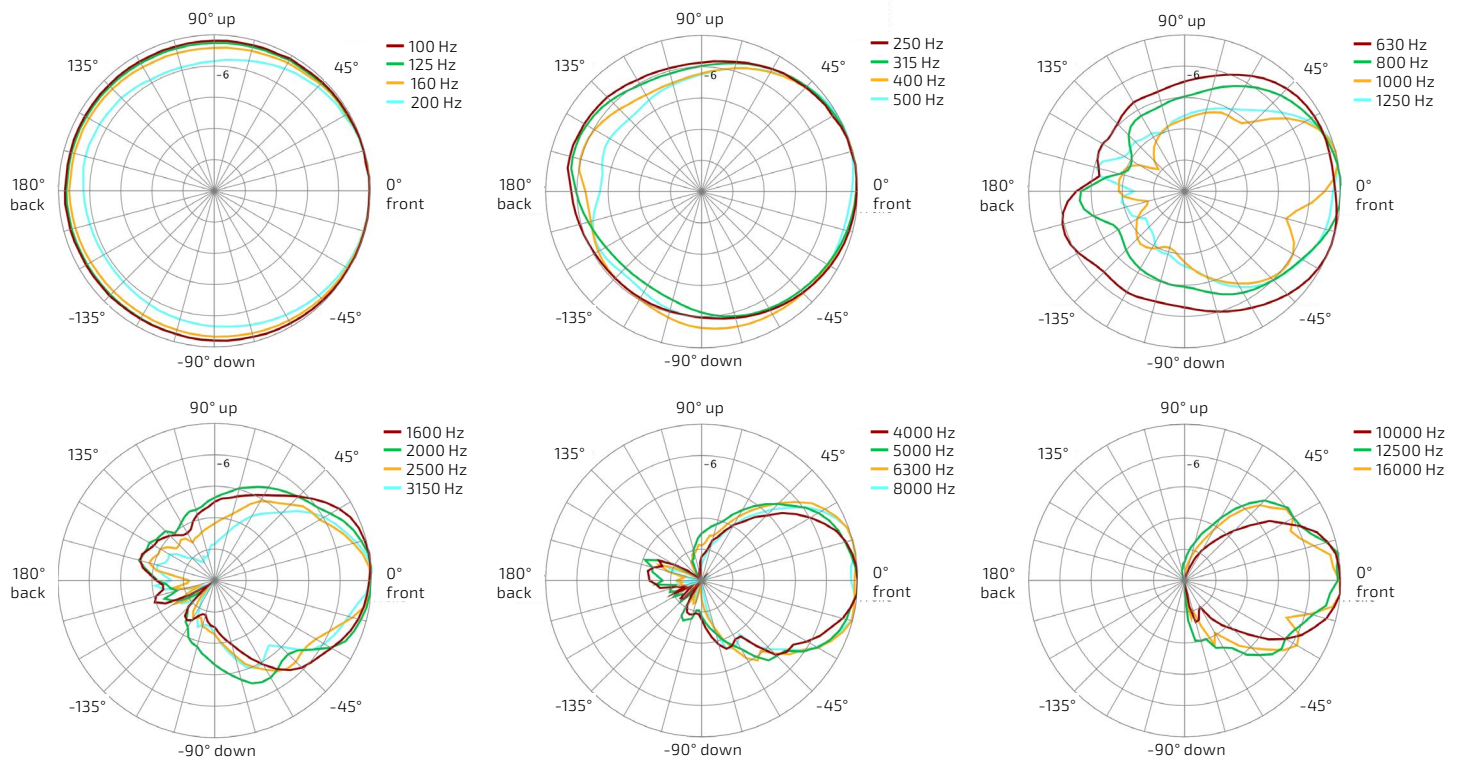 90° up
135°
45°
-6
100 Hz
125 Hz
160 Hz
200 Hz
180°
back
0°
front
-135°
-45°
-90° down
90° up
135°
45°
-6
250 Hz
315 Hz
400 Hz
500 Hz
180°
back
0°
front
-135°
-45°
-90° down
90° up
135°
45°
-6
630 Hz
800 Hz
1000 Hz
1250 Hz
180°
back
0°
front
-135°
-45°
-90° down
90° up
135°
45°
-6
1600 Hz
2000 Hz
2500 Hz
3150 Hz
180°
back
0°
front
-135°
-45°
-90° down
90° up
135°
45°
-6
4000 Hz
5000 Hz
6300 Hz
8000 Hz
180°
back
0°
front
-135°
-45°
-90° down
90° up
135°
45°
-6
10000 Hz
12500 Hz
16000 Hz
180°
back
0°
front
-135°
-45°
-90° down